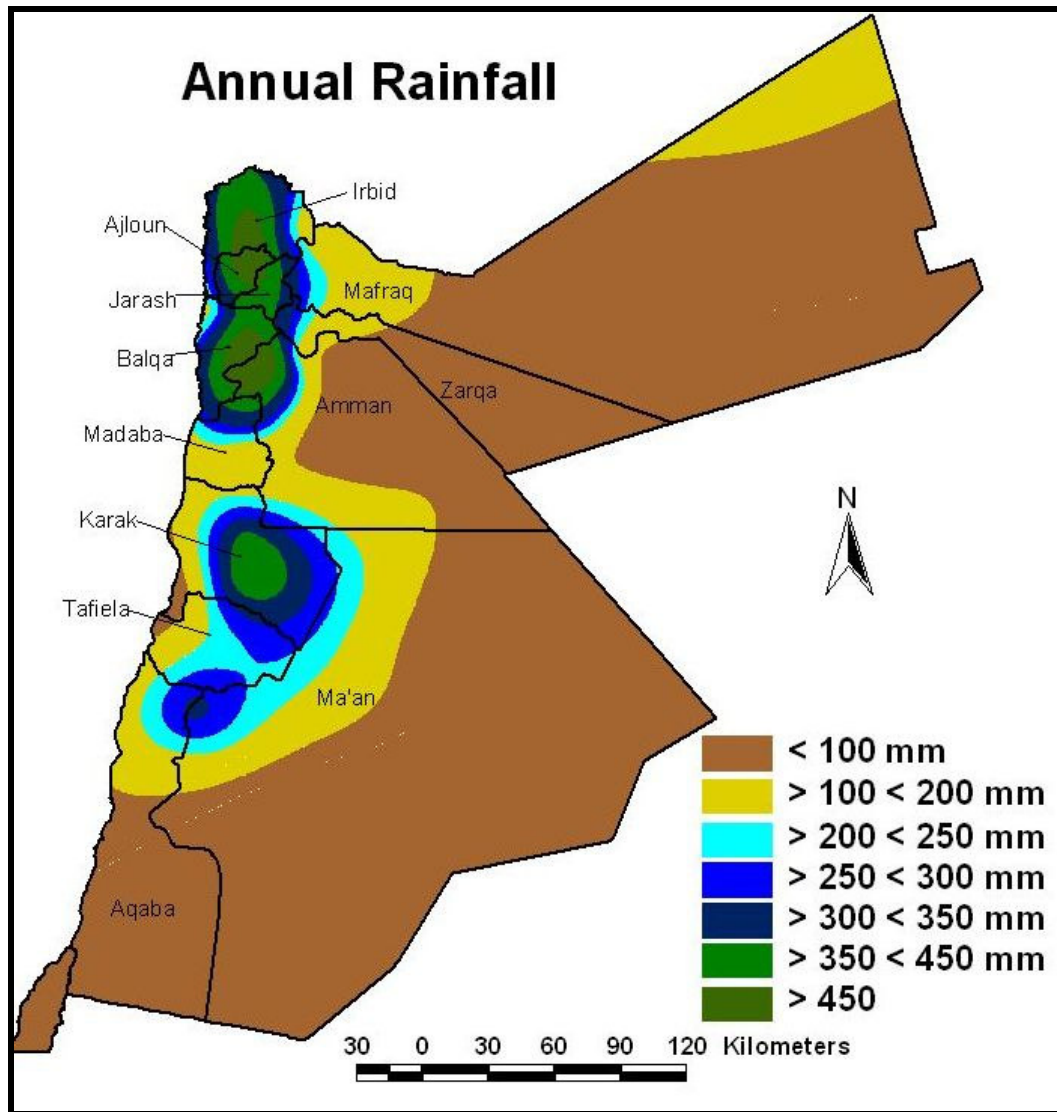 Annual Rainfall
Irbid
Ajloun
Jarash
Mafraq
Balqa
Zarqa
Amman
Madaba
Karak
N
Tafiela
Ma'an
Aqaba
< 100 mm
> 100 < 200 mm
> 200 < 250 mm
> 250 < 300 mm
> 300 < 350 mm
> 350 < 450 mm
> 450
30 0 30 60 90 120 Kilometers